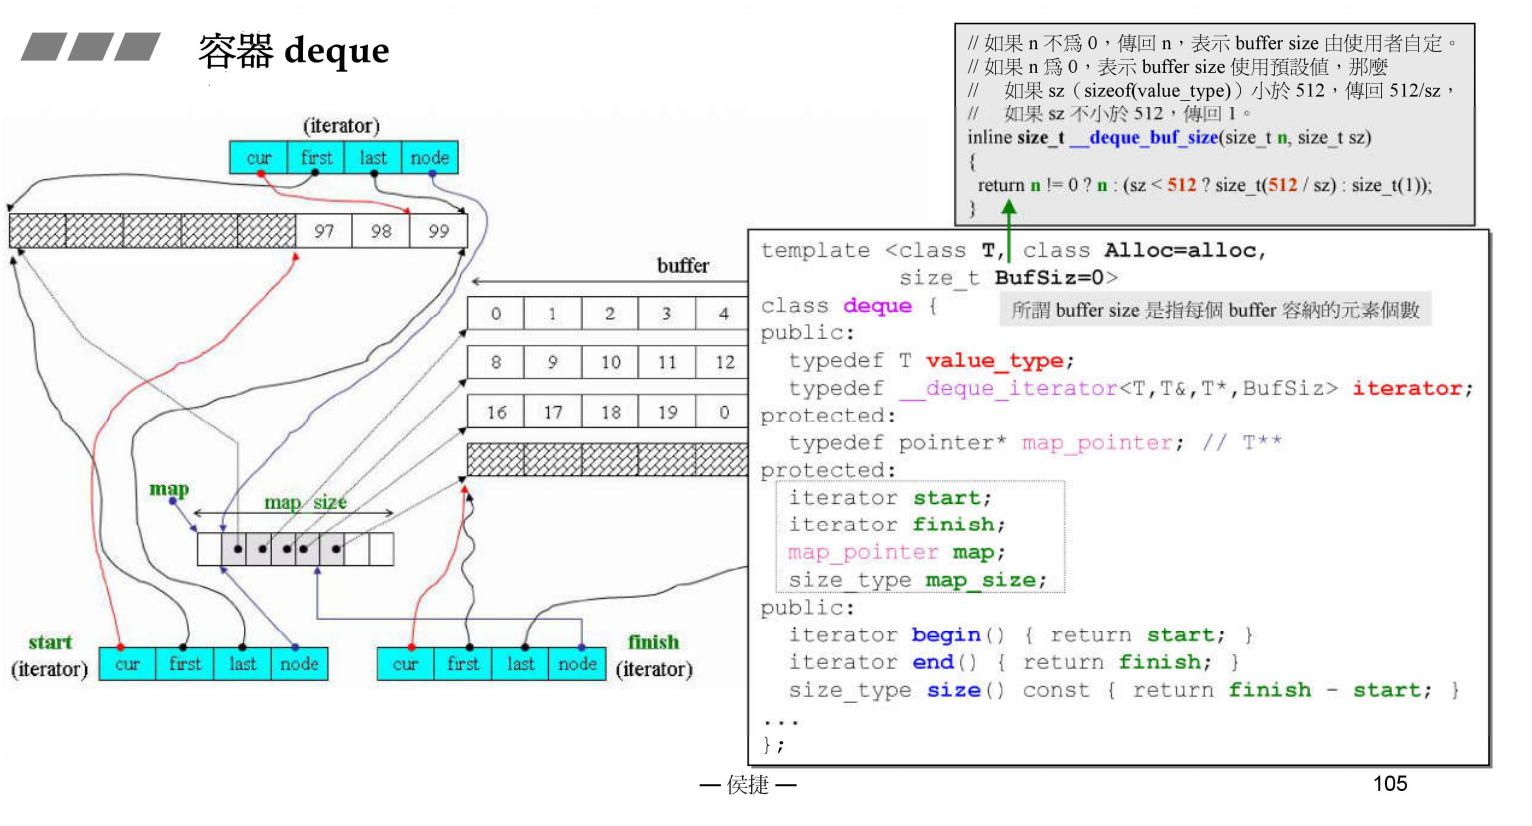 容器 deque
// 如果 n 不為 0，傳回 n，表示 buffer size 由使用者自定。
// 如果 n 為 0，表示 buffer size 使用預設值，那麼
// 如果 sz（sizeof(value_type)）小於 512，傳回 512/sz，
// 如果 sz 不小於 512，傳回 1。
inline size_t __deque_buf_size(size_t n, size_t sz)
{
return n != 0 ? n : (sz < 512 ? size_t(512 / sz) : size_t(1));
}
(iterator)
cur first last node
97 98 99
buffer
0 1 2 3 4
8 9 10 11 12
16 17 18 19 0
map
map_size
start
(iterator)
cur first last node
cur first last node
finish
(iterator)
template <class T, class Alloc=alloc,
size_t BufSiz=0>
class deque {
所謂 buffer size 是指每個 buffer 容納的元素個數
public:
typedef T value_type;
typedef __deque_iterator<T,T&,T*,BufSiz> iterator;
protected:
typedef pointer* map_pointer; // T**
protected:
iterator start;
iterator finish;
map_pointer map;
size_type map_size;
public:
iterator begin() { return start; }
iterator end() { return finish; }
size_type size() const { return finish - start; }
...
};
— 侯捷 —
105